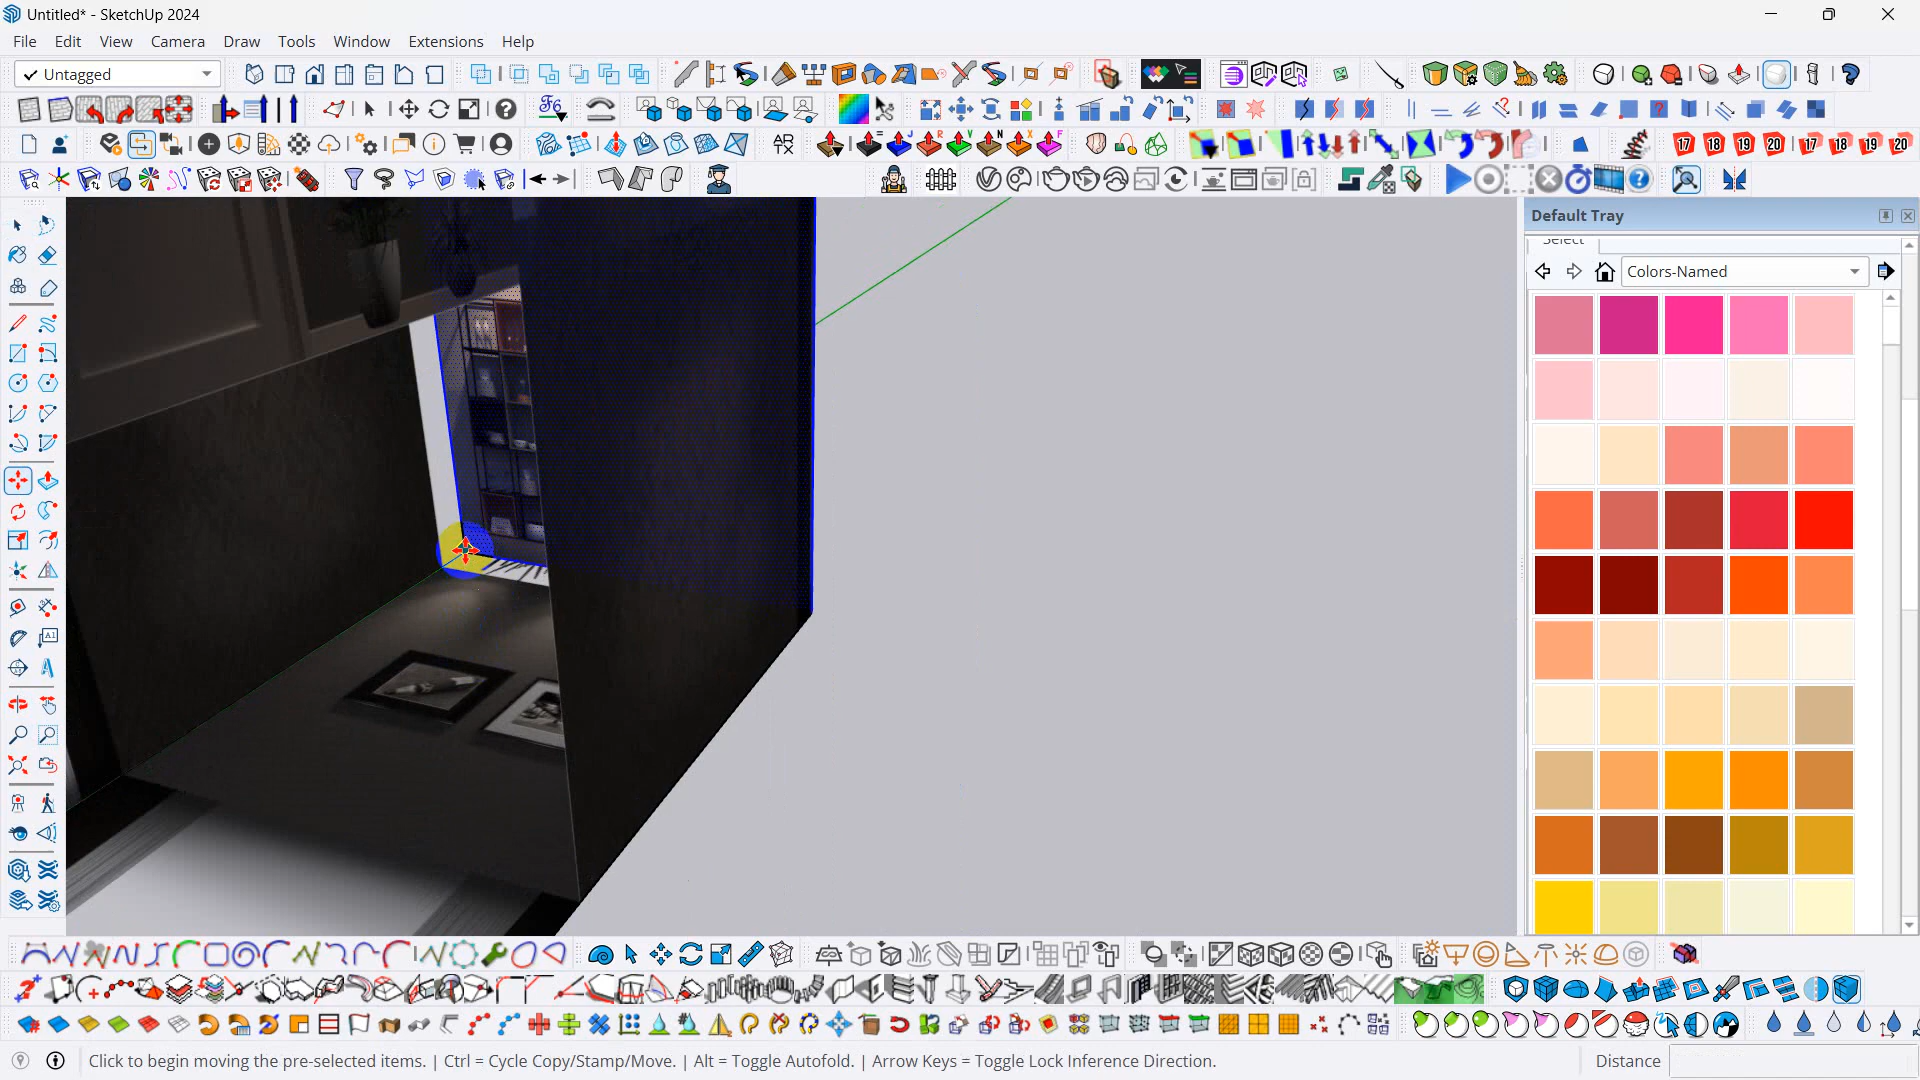 Untitled* - SketchUp 2024
File Edit View Camera Draw Tools Window Extensions Help
✓ Untagged
AR
17 18 19 20 17 18 19 20
Default Tray
Select
Colors-Named
A1
Click to begin moving the pre-selected items. | Ctrl = Cycle Copy/Stamp/Move. | Alt = Toggle Autofold. | Arrow Keys = Toggle Lock Inference Direction.
Distance